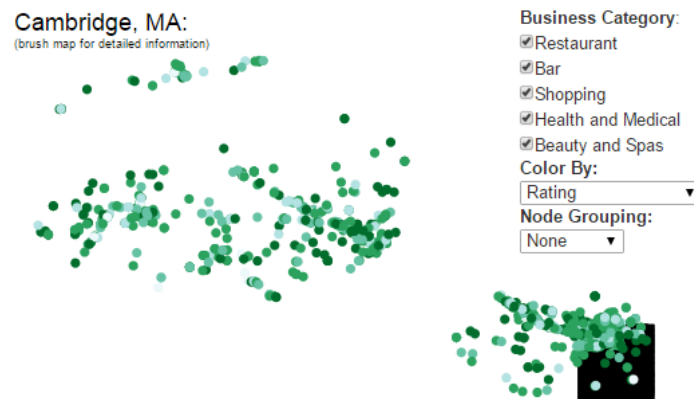 Cambridge, MA:
(brush map for detailed information)
Business Category:
Restaurant
Bar
Shopping
Health and Medical
Beauty and Spas
Color By:
Rating
Node Grouping:
None